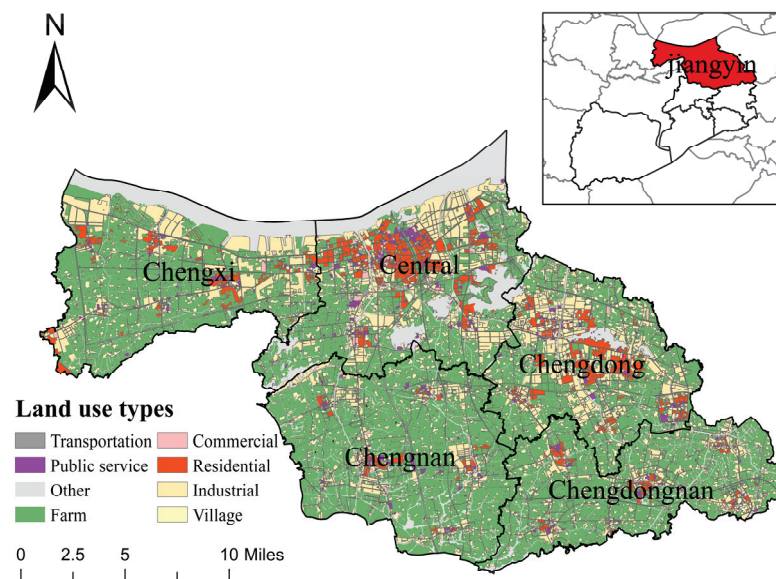 N
jiangyin
Chengxi
Central
Chengdong
Chengnan
Chengdongnan
Land use types
Transportation
Commercial
Public service
Residential
Other
Industrial
Farm
Village
0 2.5 5 10 Miles